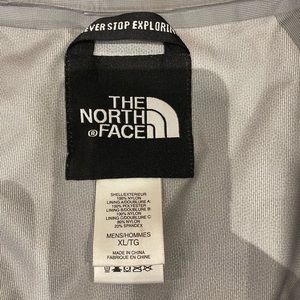 EVER STOP EXPLORIN
THE
NORTH
FACE
®
SHELL/EXTERIEUR
100% NYLON
LINING A/DOUBLURE A:
100% POLYESTER
LINING B/DOUBLURE B:
100% NYLON
LINING C/DOUBLURE C:
80% NYLON
20% SPANDEX
MENS/HOMMES
XL/TG
MADE IN CHINA
FABRIQUE EN CHINE